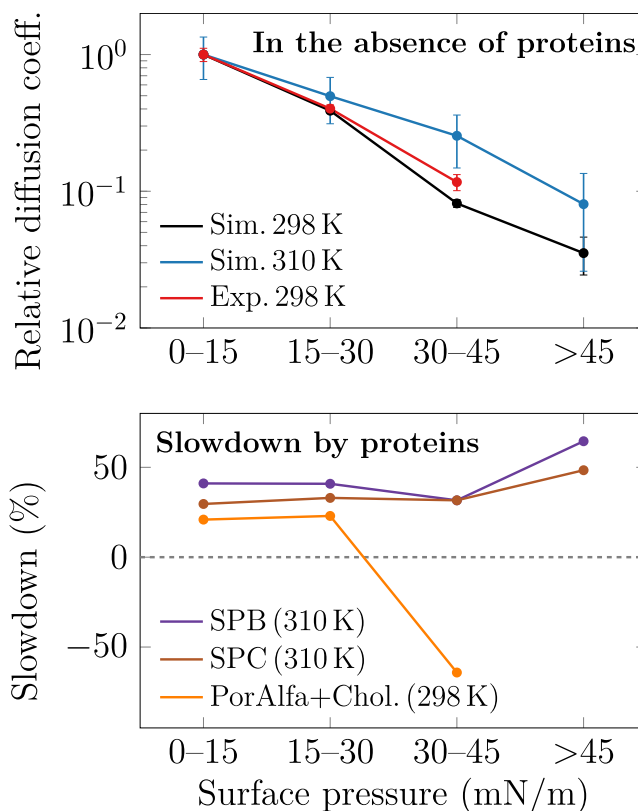 In the absence of proteins
Relative diffusion coeff.
10⁰
10⁻¹
10⁻²
Sim. 298 K
Sim. 310 K
Exp. 298 K
0–15 15–30 30–45 >45
Slowdown by proteins
Slowdown (%)
50
0
−50
SPB (310 K)
SPC (310 K)
PorAlfa+Chol. (298 K)
0–15 15–30 30–45 >45
Surface pressure (mN/m)